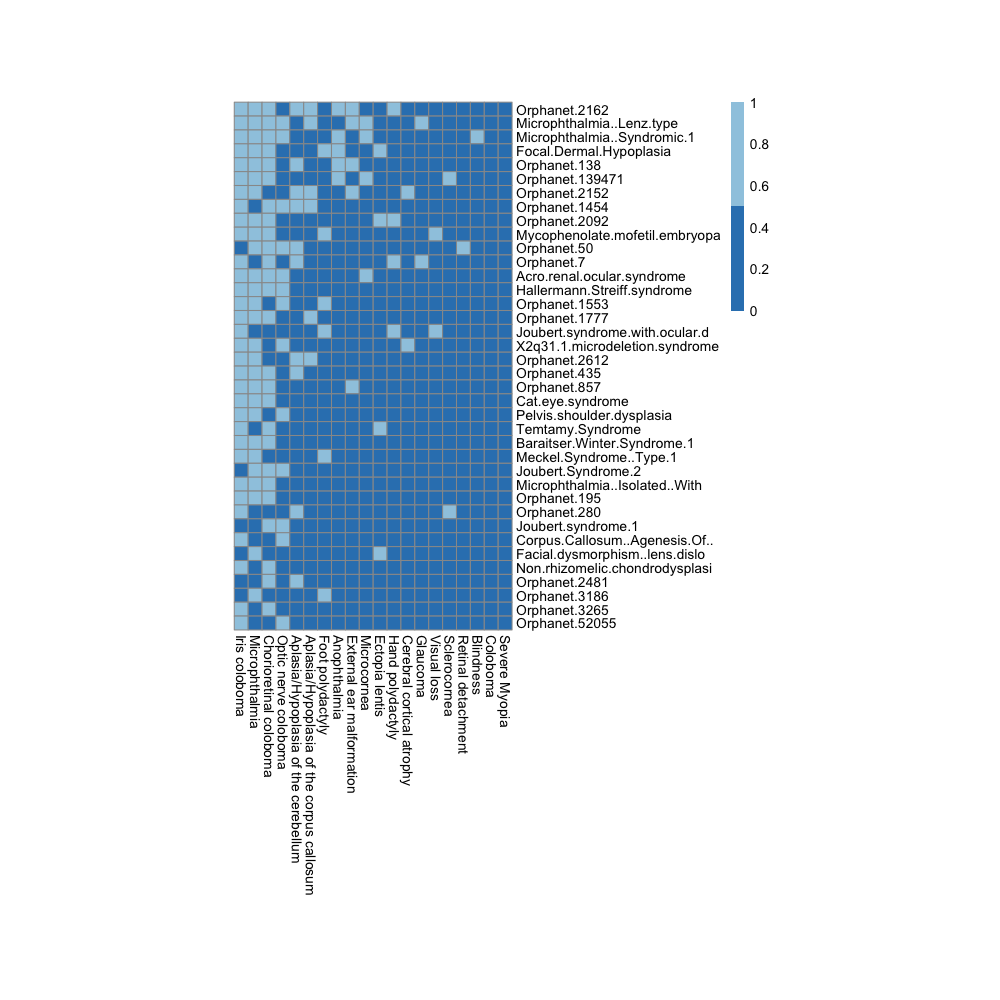 Orphanet.2162
Microphthalmia..Lenz.type
Microphthalmia..Syndromic.1
Focal.Dermal.Hypoplasia
Orphanet.138
Orphanet.139471
Orphanet.2152
Orphanet.1454
Orphanet.2092
Mycophenolate.mofetil.embryopa
Orphanet.50
Orphanet.7
Acro.renal.ocular.syndrome
Hallermann.Streiff.syndrome
Orphanet.1553
Orphanet.1777
Joubert.syndrome.with.ocular.d
X2q31.1.microdeletion.syndrome
Orphanet.2612
Orphanet.435
Orphanet.857
Cat.eye.syndrome
Pelvis.shoulder.dysplasia
Temtamy.Syndrome
Baraitser.Winter.Syndrome.1
Meckel.Syndrome..Type.1
Joubert.Syndrome.2
Microphthalmia..Isolated..With
Orphanet.195
Orphanet.280
Joubert.syndrome.1
Corpus.Callosum..Agenesis.Of..
Facial.dysmorphism..lens.dislo
Non.rhizomelic.chondrodysplasi
Orphanet.2481
Orphanet.3186
Orphanet.3265
Orphanet.52055
1
0.8
0.6
0.4
0.2
0
Iris coloboma
Microphthalmia
Chorioretinal coloboma
Optic nerve coloboma
Aplasia/Hypoplasia of the cerebellum
Aplasia/Hypoplasia of the corpus callosum
Foot polydactyly
Anophthalmia
External ear malformation
Microcornea
Ectopia lentis
Hand polydactyly
Cerebral cortical atrophy
Glaucoma
Visual loss
Sclerocornea
Retinal detachment
Blindness
Coloboma
Severe Myopia